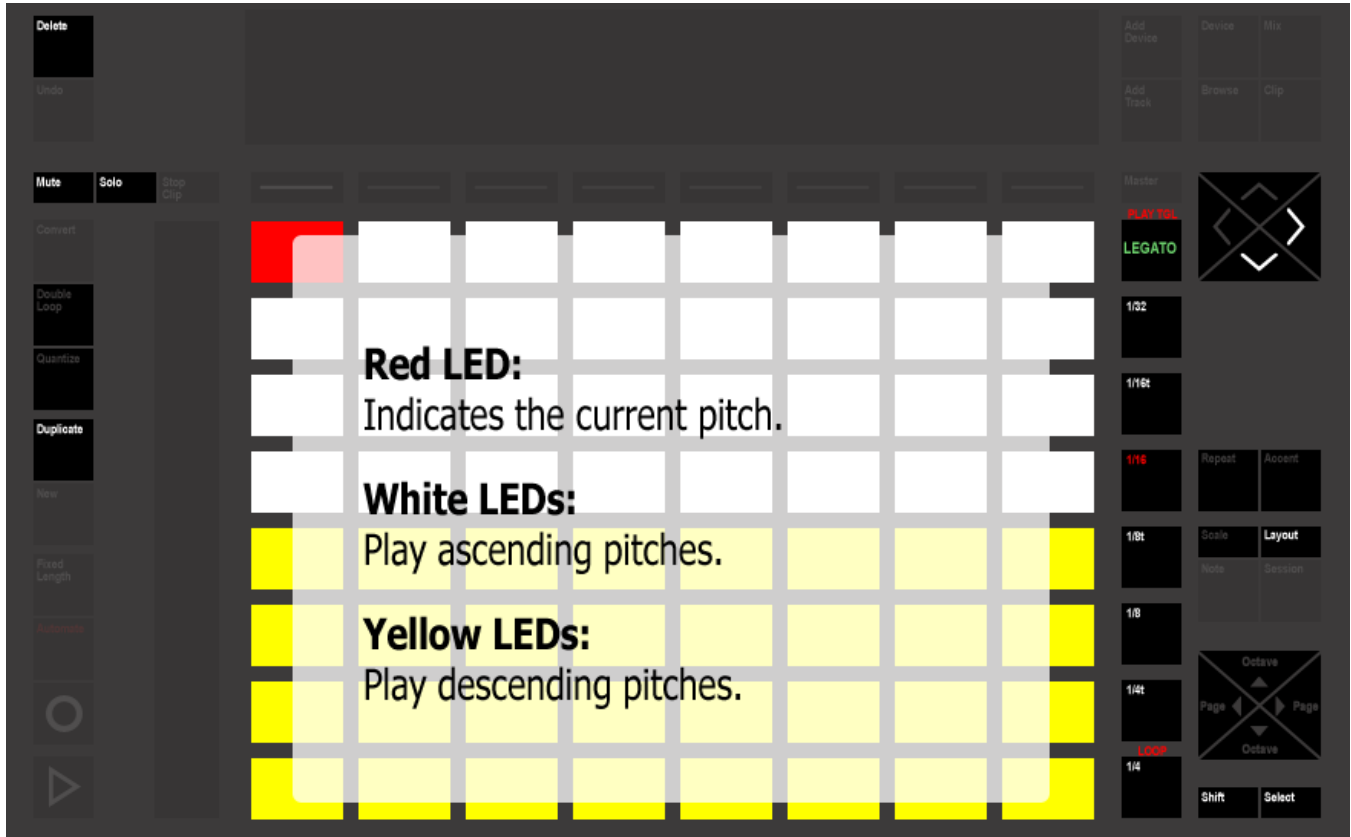 Delete
Undo
Add
Device
Device
Mix
Add
Track
Browse
Clip
Mute
Solo
Stop
Clip
Master
PLAY TGL
LEGATO
Convert
Double
Loop
1/32
Quantize
1/16t
Duplicate
1/16
Repeat
Accent
New
1/8t
Scale
Layout
Fixed
Length
Note
Session
1/8
Automate
1/4t
Octave
Page
Page
Octave
LOOP
1/4
Shift
Select
Red LED:
Indicates the current pitch.
White LEDs:
Play ascending pitches.
Yellow LEDs:
Play descending pitches.